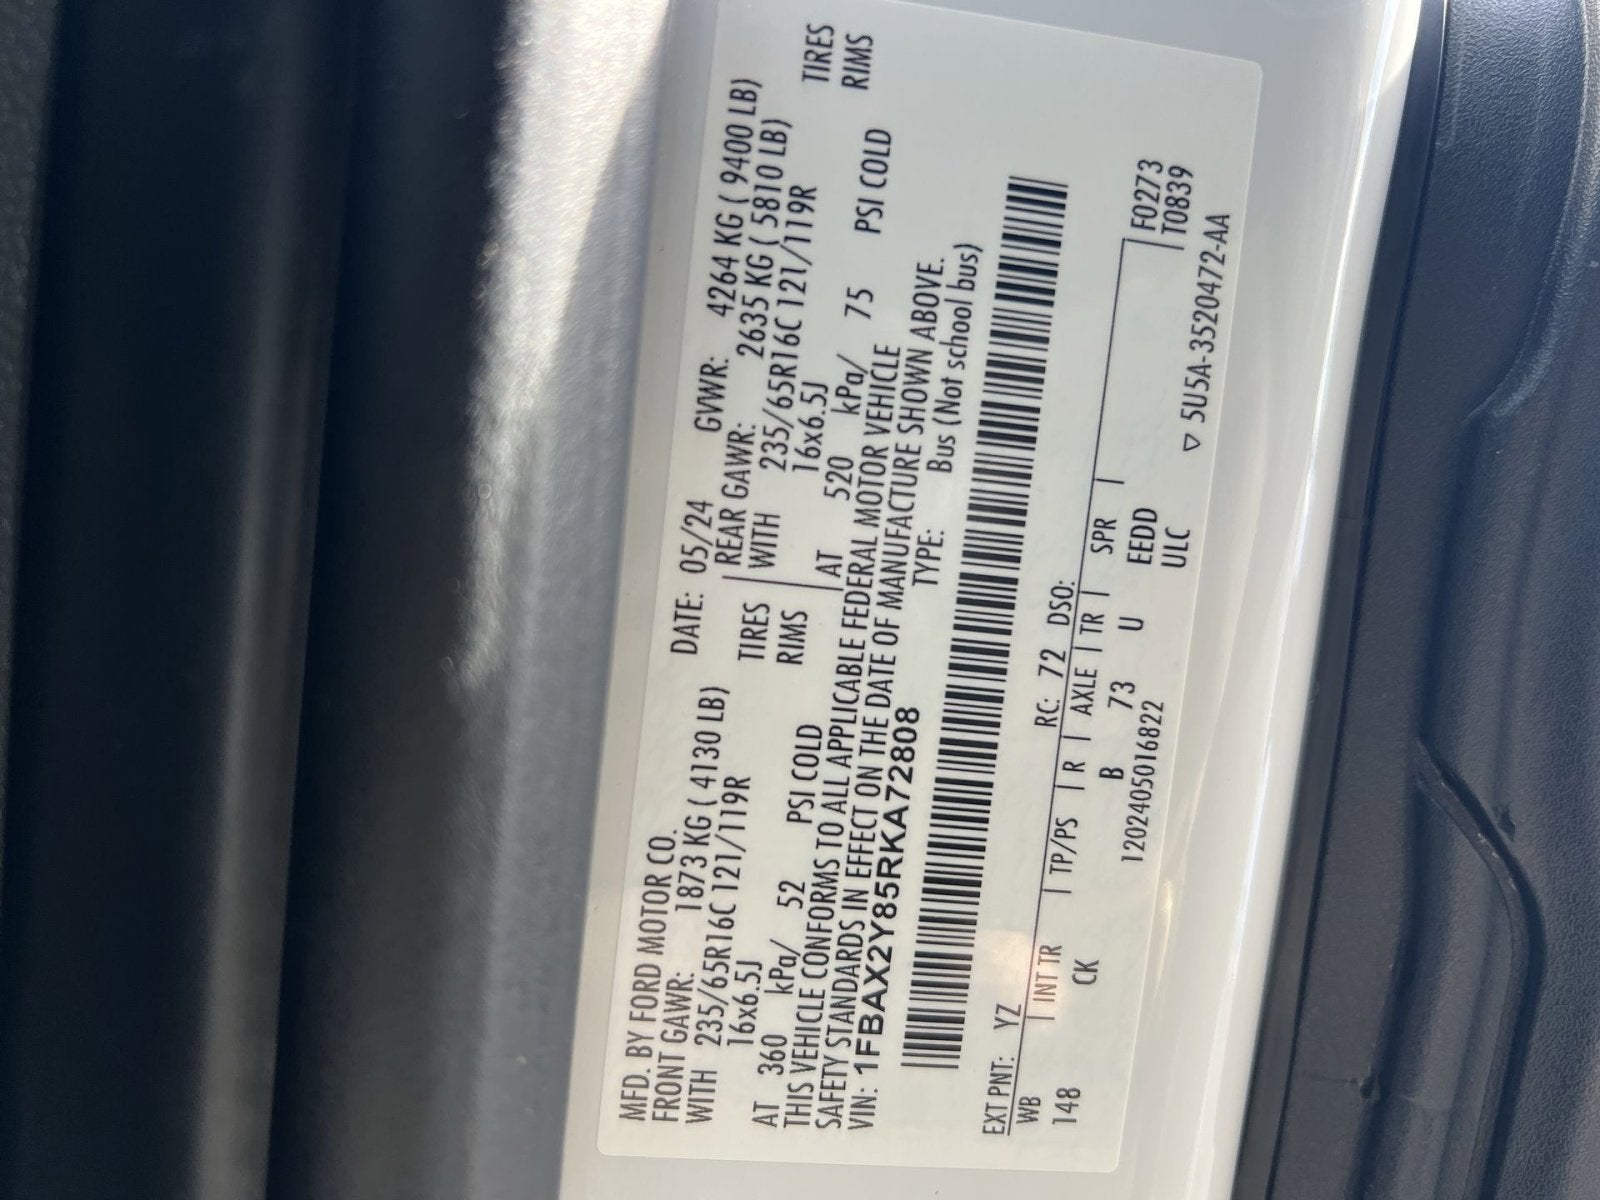 MFD. BY FORD MOTOR CO. DATE: 05/24 GVWR: 4264 KG ( 9400 LB)
FRONT GAWR: 1873 KG ( 4130 LB) REAR GAWR: 2635 KG ( 5810 LB)
WITH 235/65R16C 121/119R TIRES WITH 235/65R16C 121/119R TIRES
16x6.5J RIMS 16x6.5J RIMS
AT 360 kPa/ 52 PSI COLD AT 520 kPa/ 75 PSI COLD
THIS VEHICLE CONFORMS TO ALL APPLICABLE FEDERAL MOTOR VEHICLE
SAFETY STANDARDS IN EFFECT ON THE DATE OF MANUFACTURE SHOWN ABOVE.
VIN: 1FBAX2Y85RKA72808 TYPE: Bus (Not school bus)
EXT PNT: YZ RC: 72 DSO:
WB | INT TR | TP/PS | R | AXLE | TR | SPR | F0273
148 CK B 73 U EEDD T0839
1202405016822 ULC
▽ 5U5A-3520472-AA